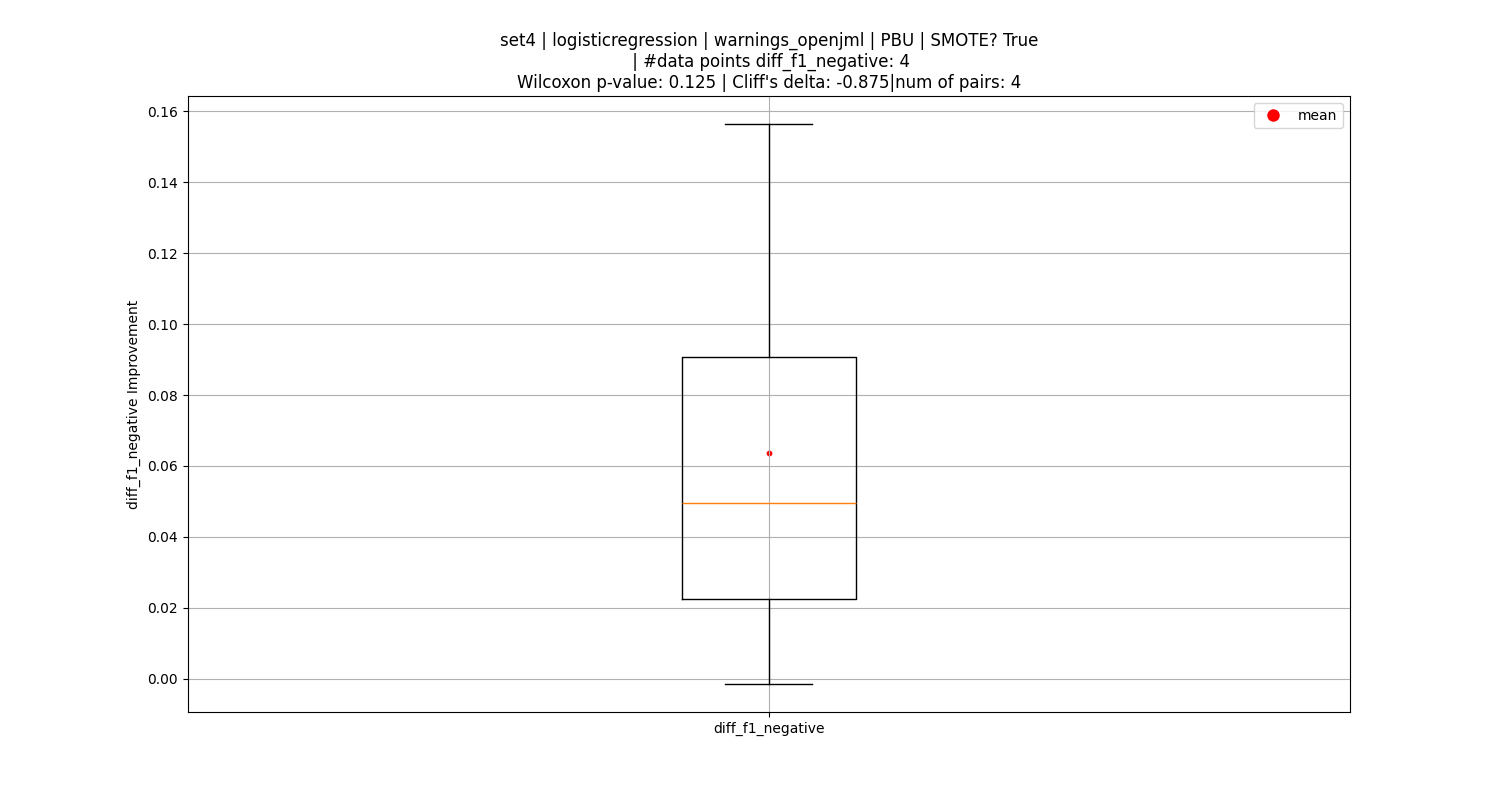 set4 | logisticregression | warnings_openjml | PBU | SMOTE? True
| #data points diff_f1_negative: 4
Wilcoxon p-value: 0.125 | Cliff's delta: -0.875|num of pairs: 4
mean
0.16
0.14
0.12
0.10
0.08
0.06
0.04
0.02
0.00
diff_f1_negative Improvement
diff_f1_negative